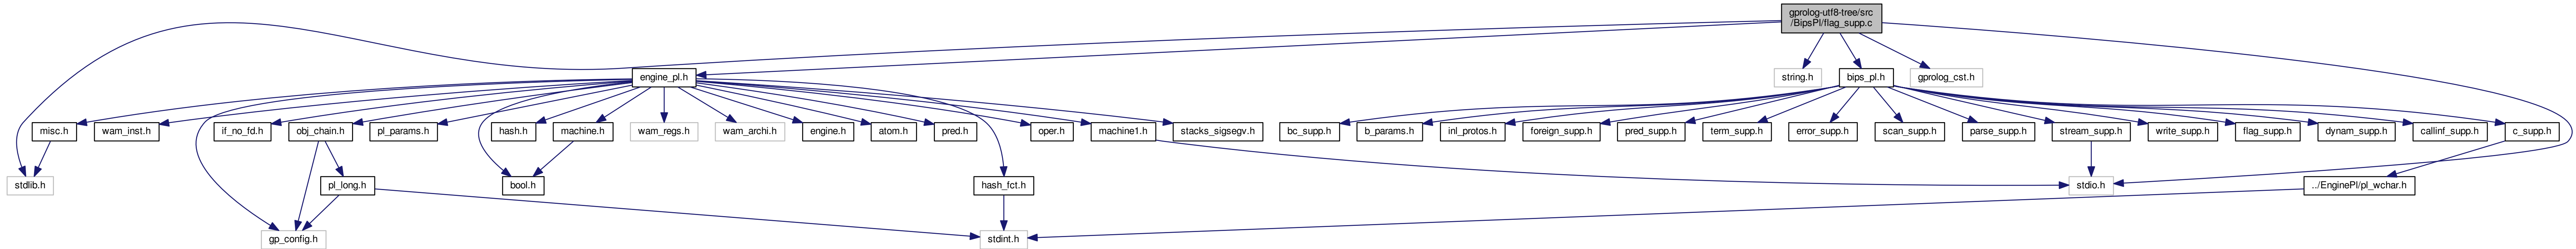 gprolog-utf8-tree/src
/BipsPl/flag_supp.c
engine_pl.h
string.h
bips_pl.h
gprolog_cst.h
misc.h
wam_inst.h
if_no_fd.h
obj_chain.h
pl_params.h
hash.h
machine.h
wam_regs.h
wam_archi.h
engine.h
atom.h
pred.h
oper.h
machine1.h
stacks_sigsegv.h
bc_supp.h
b_params.h
inl_protos.h
foreign_supp.h
pred_supp.h
term_supp.h
error_supp.h
scan_supp.h
parse_supp.h
stream_supp.h
write_supp.h
flag_supp.h
dynam_supp.h
callinf_supp.h
c_supp.h
stdlib.h
pl_long.h
bool.h
hash_fct.h
stdio.h
../EnginePl/pl_wchar.h
gp_config.h
stdint.h